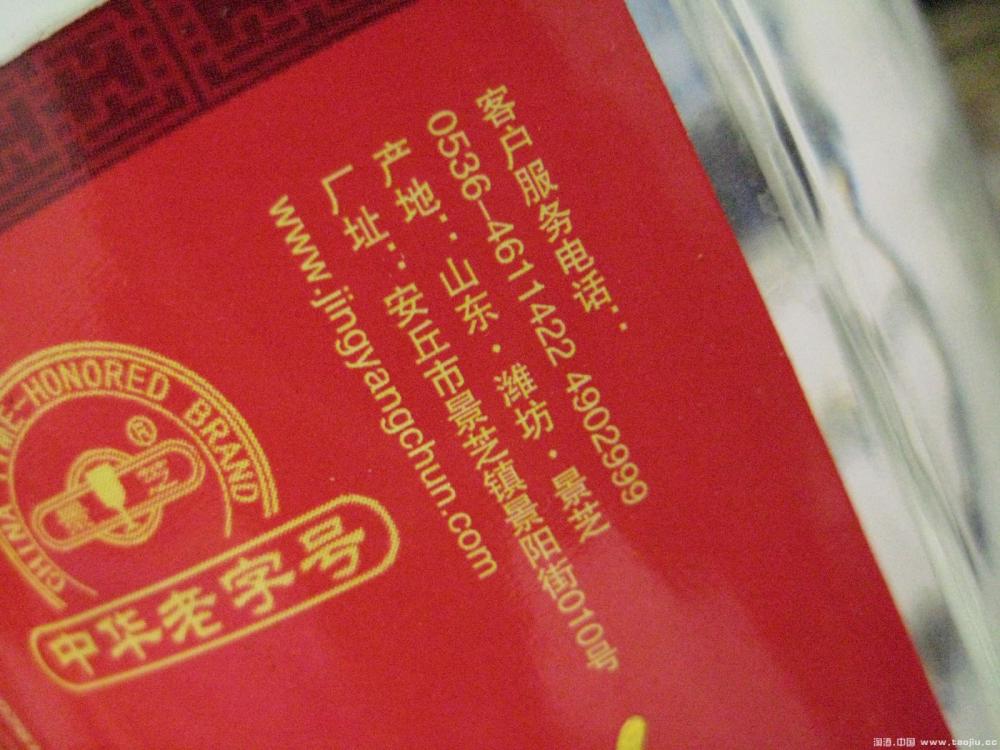 客户服务电话：
0536—4611422 4902999
产地：山东·潍坊·景芝
厂址：安丘市景芝镇景阳街010号
www.jingyangchun.com
CHINA TIME-HONORED BRAND
景芝
®
中华老字号
淘酒.中国 www.taojiu.cc